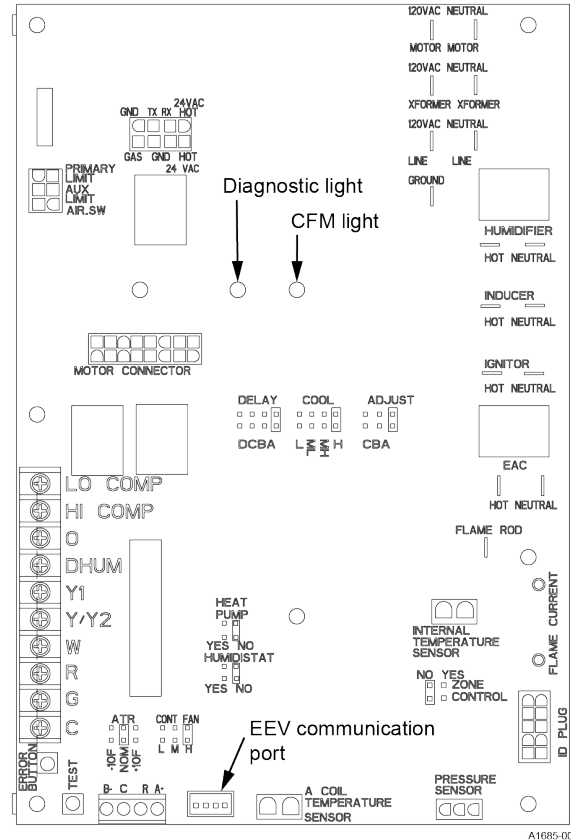 120VAC NEUTRAL
MOTOR MOTOR
120VAC NEUTRAL
XFORMER XFORMER
120VAC NEUTRAL
LINE LINE
GROUND
24VAC
GND TX RX HOT
GAS GND HOT
24 VAC
PRIMARY
LIMIT
AUX
LIMIT
AIR.SW
Diagnostic light
CFM light
HUMIDIFIER
HOT NEUTRAL
INDUCER
HOT NEUTRAL
IGNITOR
HOT NEUTRAL
MOTOR CONNECTOR
DELAY COOL ADJUST
DCBA L ML MH H CBA
EAC
HOT NEUTRAL
FLAME ROD
LO COMP
HI COMP
O
DHUM
Y1
Y/Y2
W
R
G
C
HEAT
PUMP
YES NO
HUMIDISTAT
YES NO
INTERNAL
TEMPERATURE
SENSOR
FLAME CURRENT
NO YES
ZONE
CONTROL
ID PLUG
ATR
-10F NOM +10F
CONT FAN
L M H
EEV communication
port
ERROR
BUTTON
TEST
B- C R A+
A COIL
TEMPERATURE
SENSOR
PRESSURE
SENSOR
A1685-00